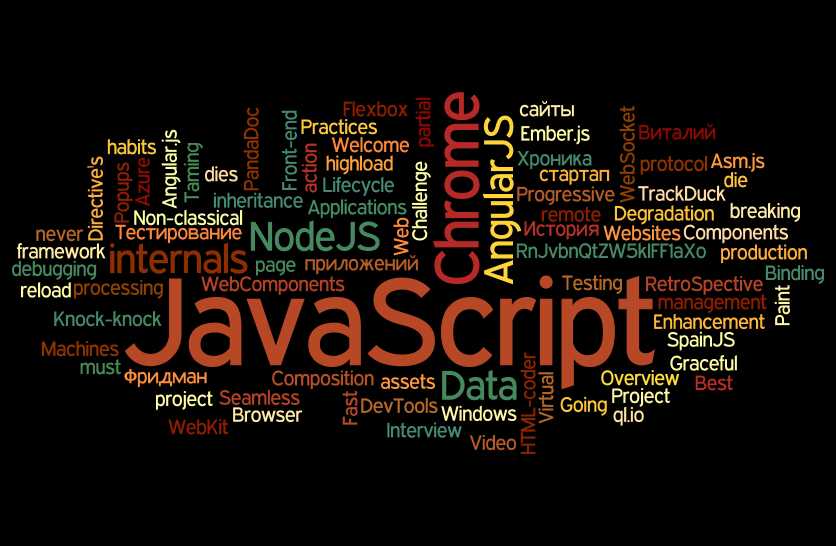 Flexbox
partial
Chrome
AngularJS
сайты
Practices
Ember.js
WebSocket
Виталий
habits
Angular.js
Taming
PandaDoc
Front-end
action
Welcome
highload
Challenge
Хроника
стартап
protocol
Asm.js
die
Directive's
Popups
Azure
dies
Lifecycle
inheritance
Applications
Progressive
TrackDuck
Non-classical
remote
Degradation
breaking
never
Тестирование
NodeJS
Web
История
Websites
Components
framework
internals
page
приложений
RnJvbnQtZW5kIFF1aXo
production
debugging
Binding
reload
processing
WebComponents
JavaScript
Testing
RetroSpective
management
Paint
Knock-knock
Enhancement
SpainJS
Machines
must
Graceful
Фридман
Composition
assets
Data
HTML-coder
Virtual
Overview
Best
project
Seamless
Fast
DevTools
Windows
Going
Project
Browser
ql.io
WebKit
Interview
Video